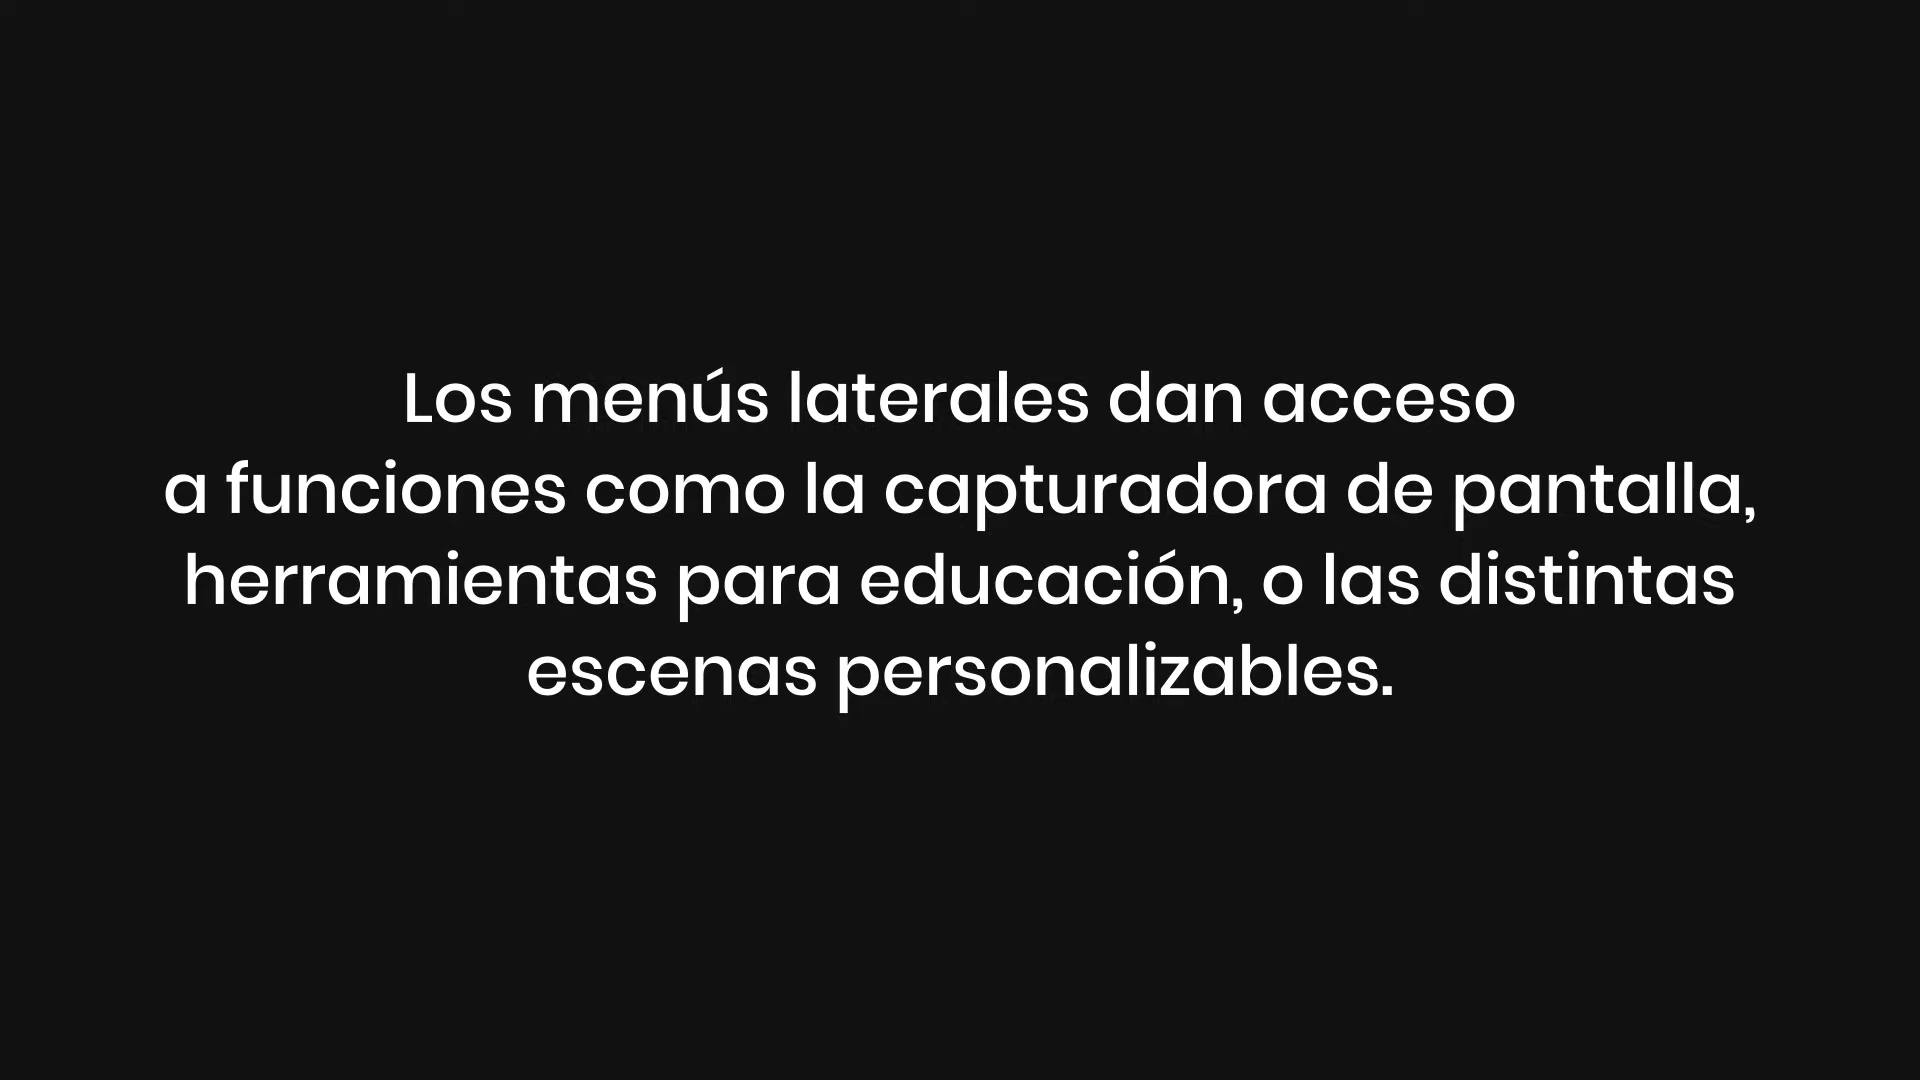 Los menús laterales dan acceso
a funciones como la capturadora de pantalla,
herramientas para educación, o las distintas
escenas personalizables.